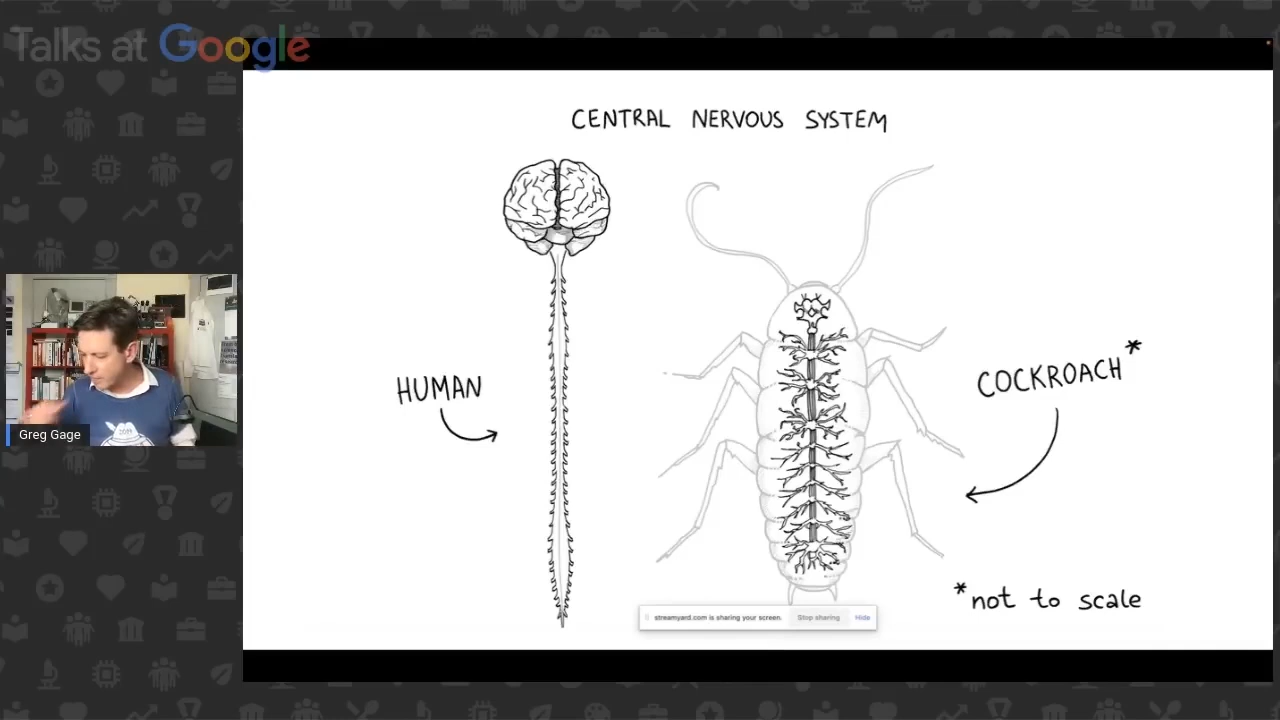 Talks at Google
CENTRAL NERVOUS SYSTEM
HUMAN
COCKROACH*
*not to scale
Greg Gage
streamyard.com is sharing your screen. Stop sharing Hide